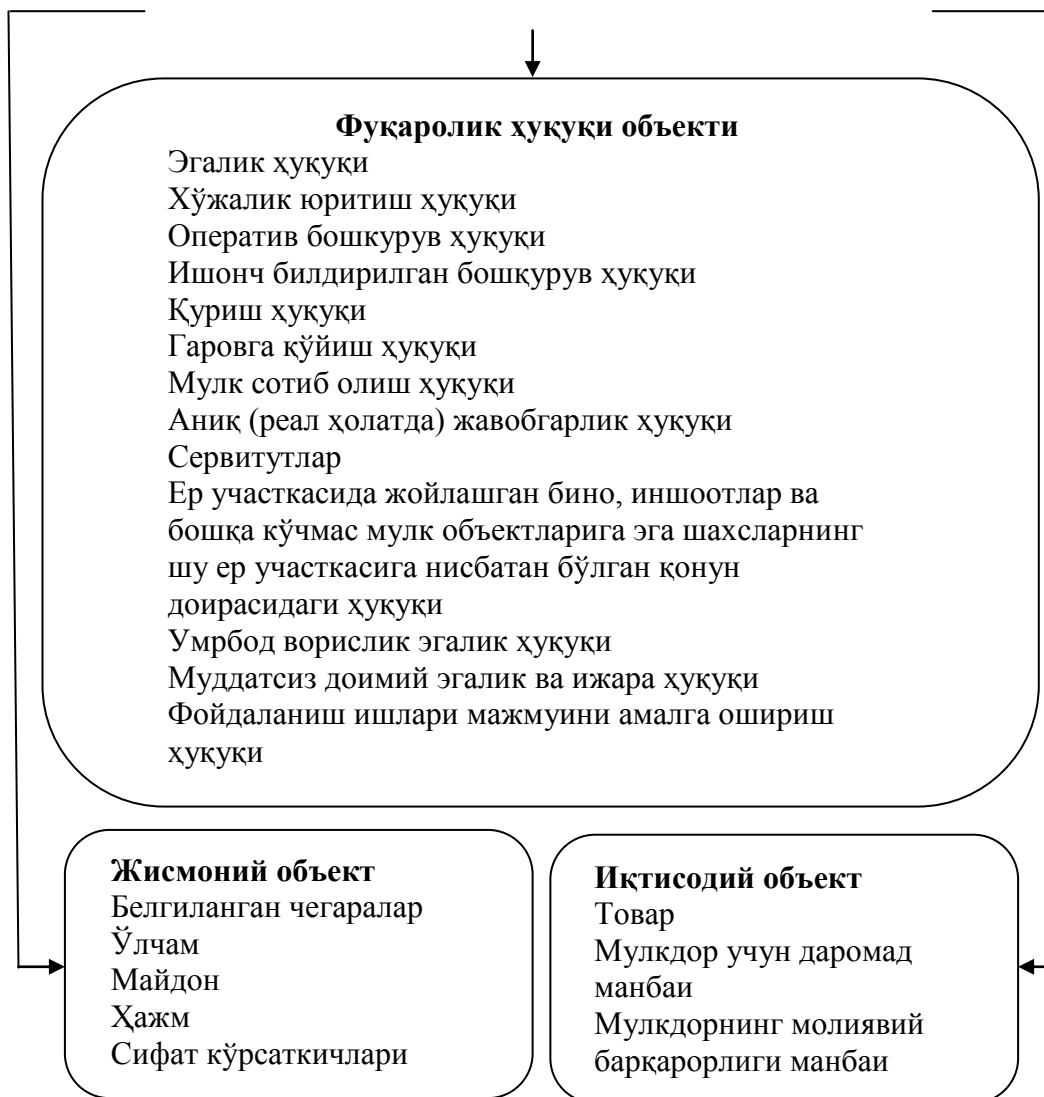 Фуқаролик ҳуқуқи объекти
Эгалик ҳуқуқи
Хўжалик юритиш ҳуқуқи
Оператив бошкурув ҳуқуқи
Ишонч билдирилган бошқурув ҳуқуқи
Қуриш ҳуқуқи
Гаровга қўйиш ҳуқуқи
Мулк сотиб олиш ҳуқуқи
Аниқ (реал ҳолатда) жавобгарлик ҳуқуқи
Сервитутлар
Ер участкасида жойлашган бино, иншоотлар ва
бошқа кўчмас мулк объектларига эга шахсларнинг
шу ер участкасига нисбатан бўлган қонун
доирасидаги ҳуқуқи
Умрбод ворислик эгалик ҳуқуқи
Муддатсиз доимий эгалик ва ижара ҳуқуқи
Фойдаланиш ишлари мажмуини амалга ошириш
ҳуқуқи
Жисмоний объект
Белгиланган чегаралар
Ўлчам
Майдон
Ҳажм
Сифат кўрсаткичлари
Иқтисодий объект
Товар
Мулкдор учун даромад
манбаи
Мулкдорнинг молиявий
барқарорлиги манбаи